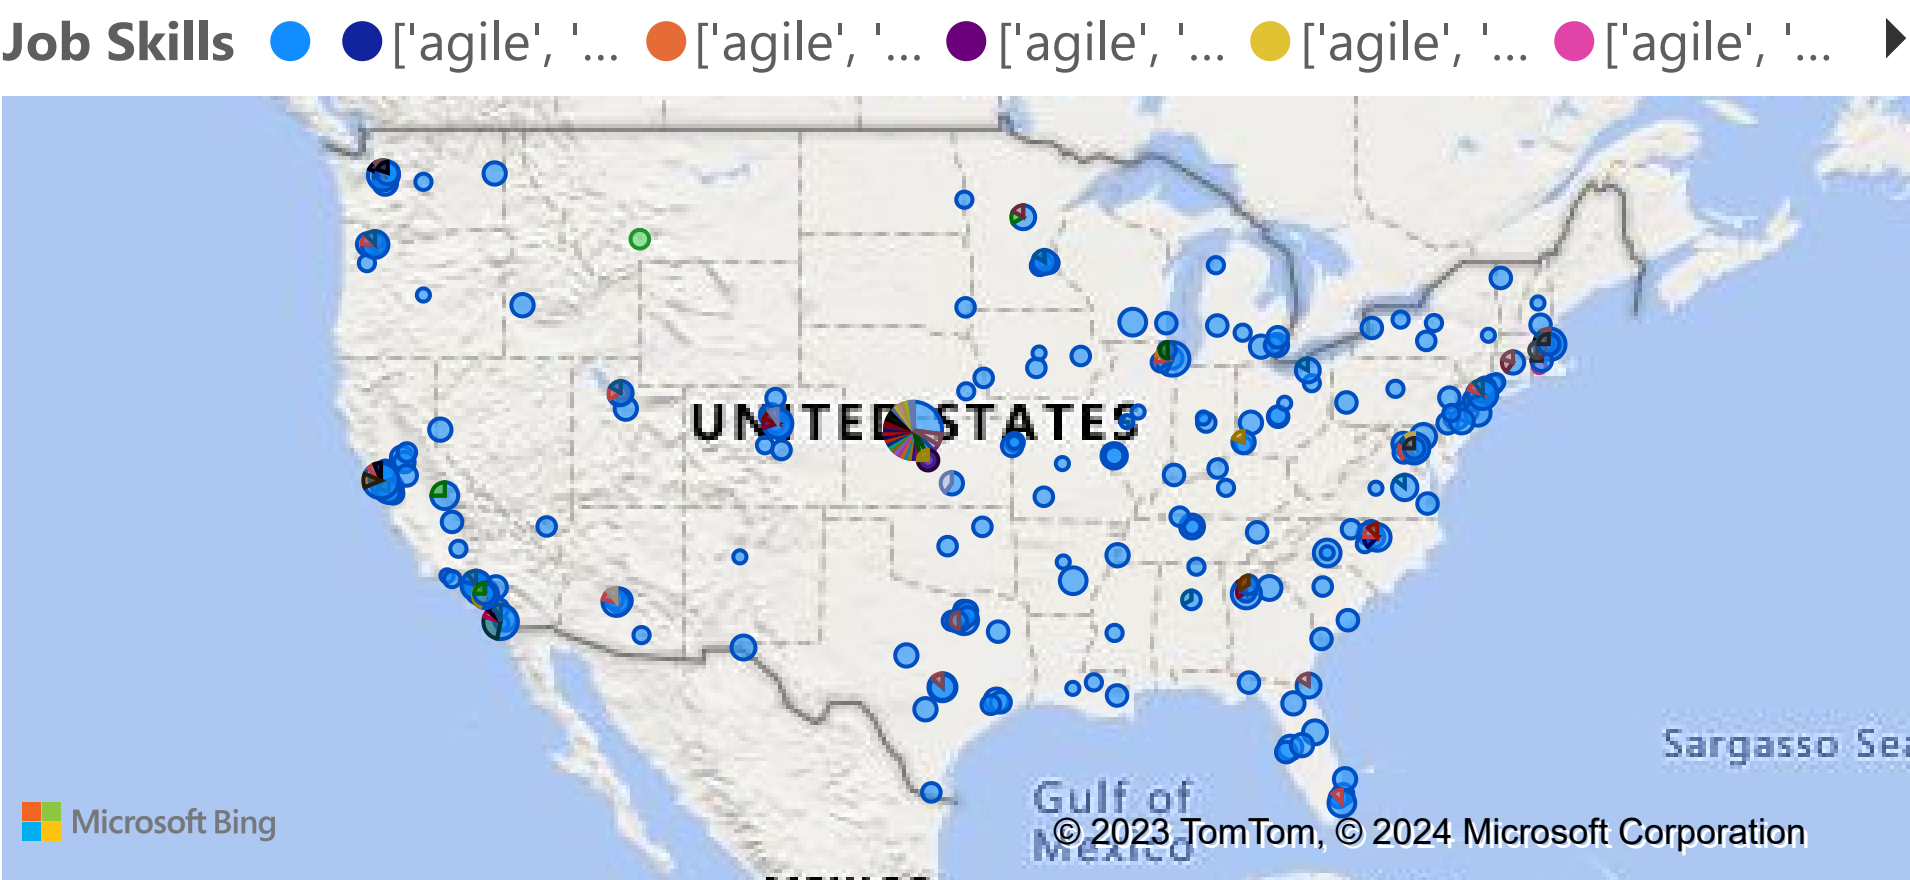 Job Skills ['agile', '... ['agile', '... ['agile', '... ['agile', '... ['agile', '...
UNITED STATES
Sargasso Sea
Gulf of
Mexico
Microsoft Bing
© 2023 TomTom, © 2024 Microsoft Corporation